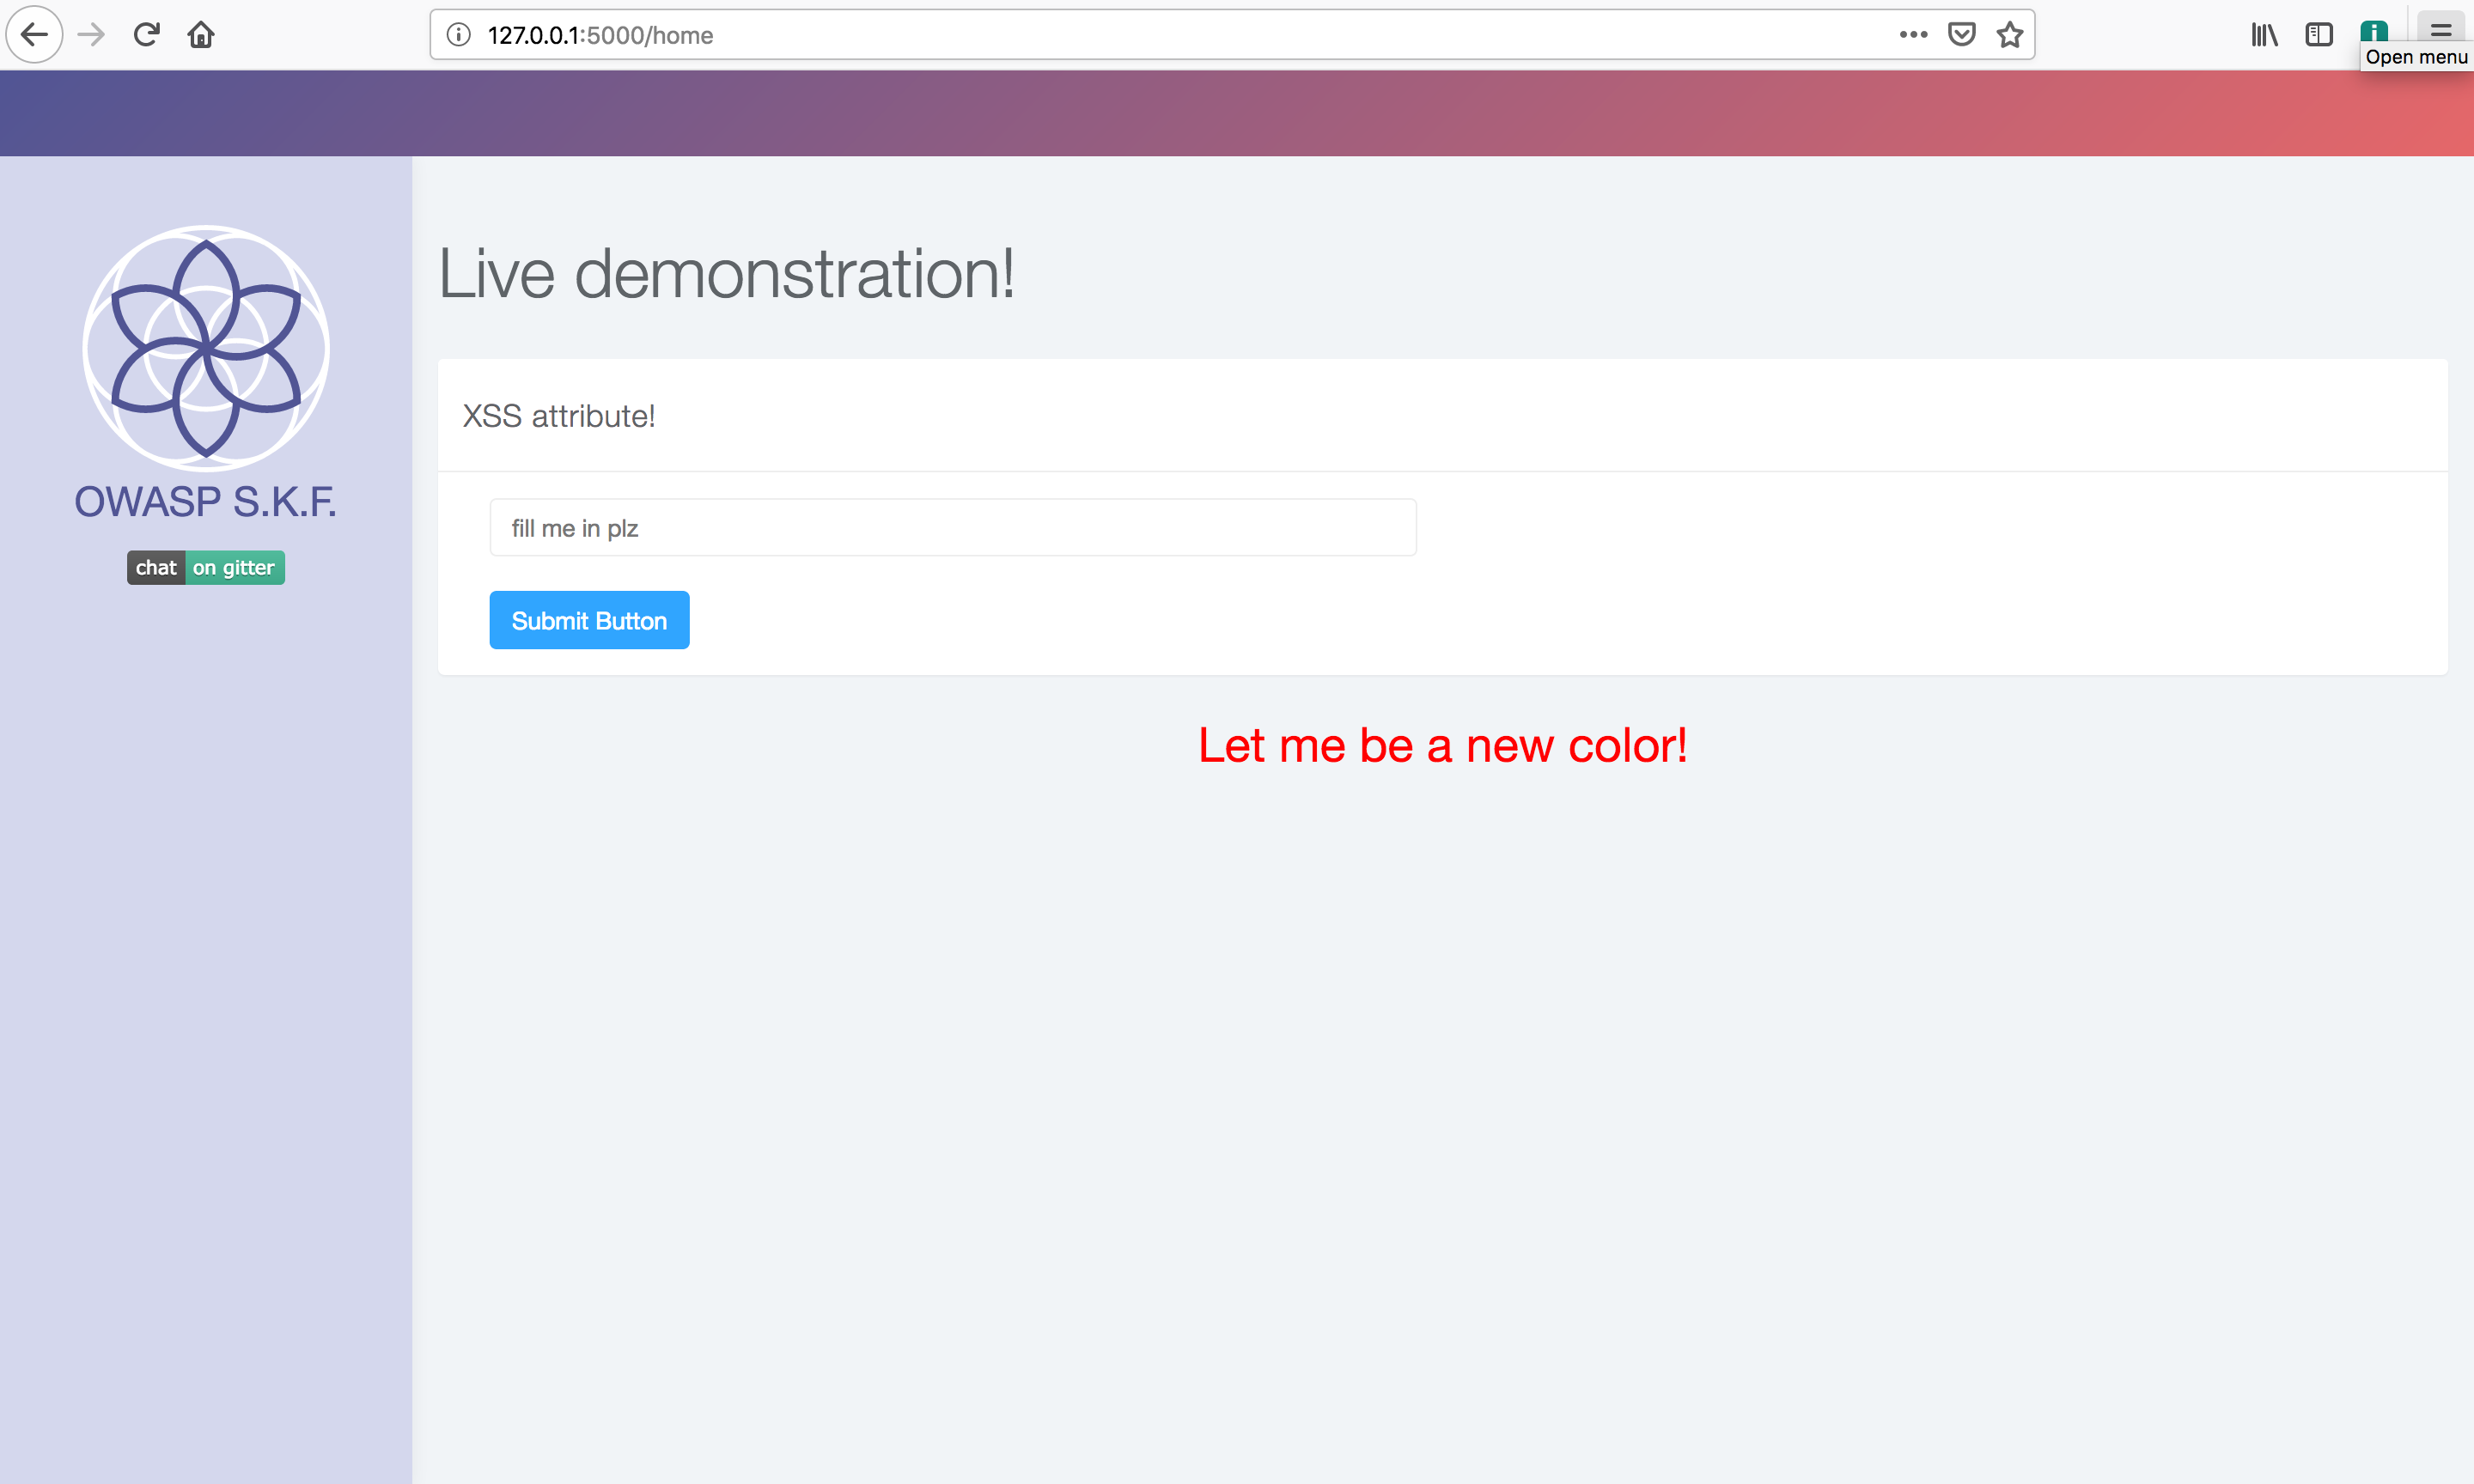 127.0.0.1:5000/home
Open menu
Live demonstration!
XSS attribute!
OWASP S.K.F.
fill me in plz
chat on gitter
Submit Button
Let me be a new color!